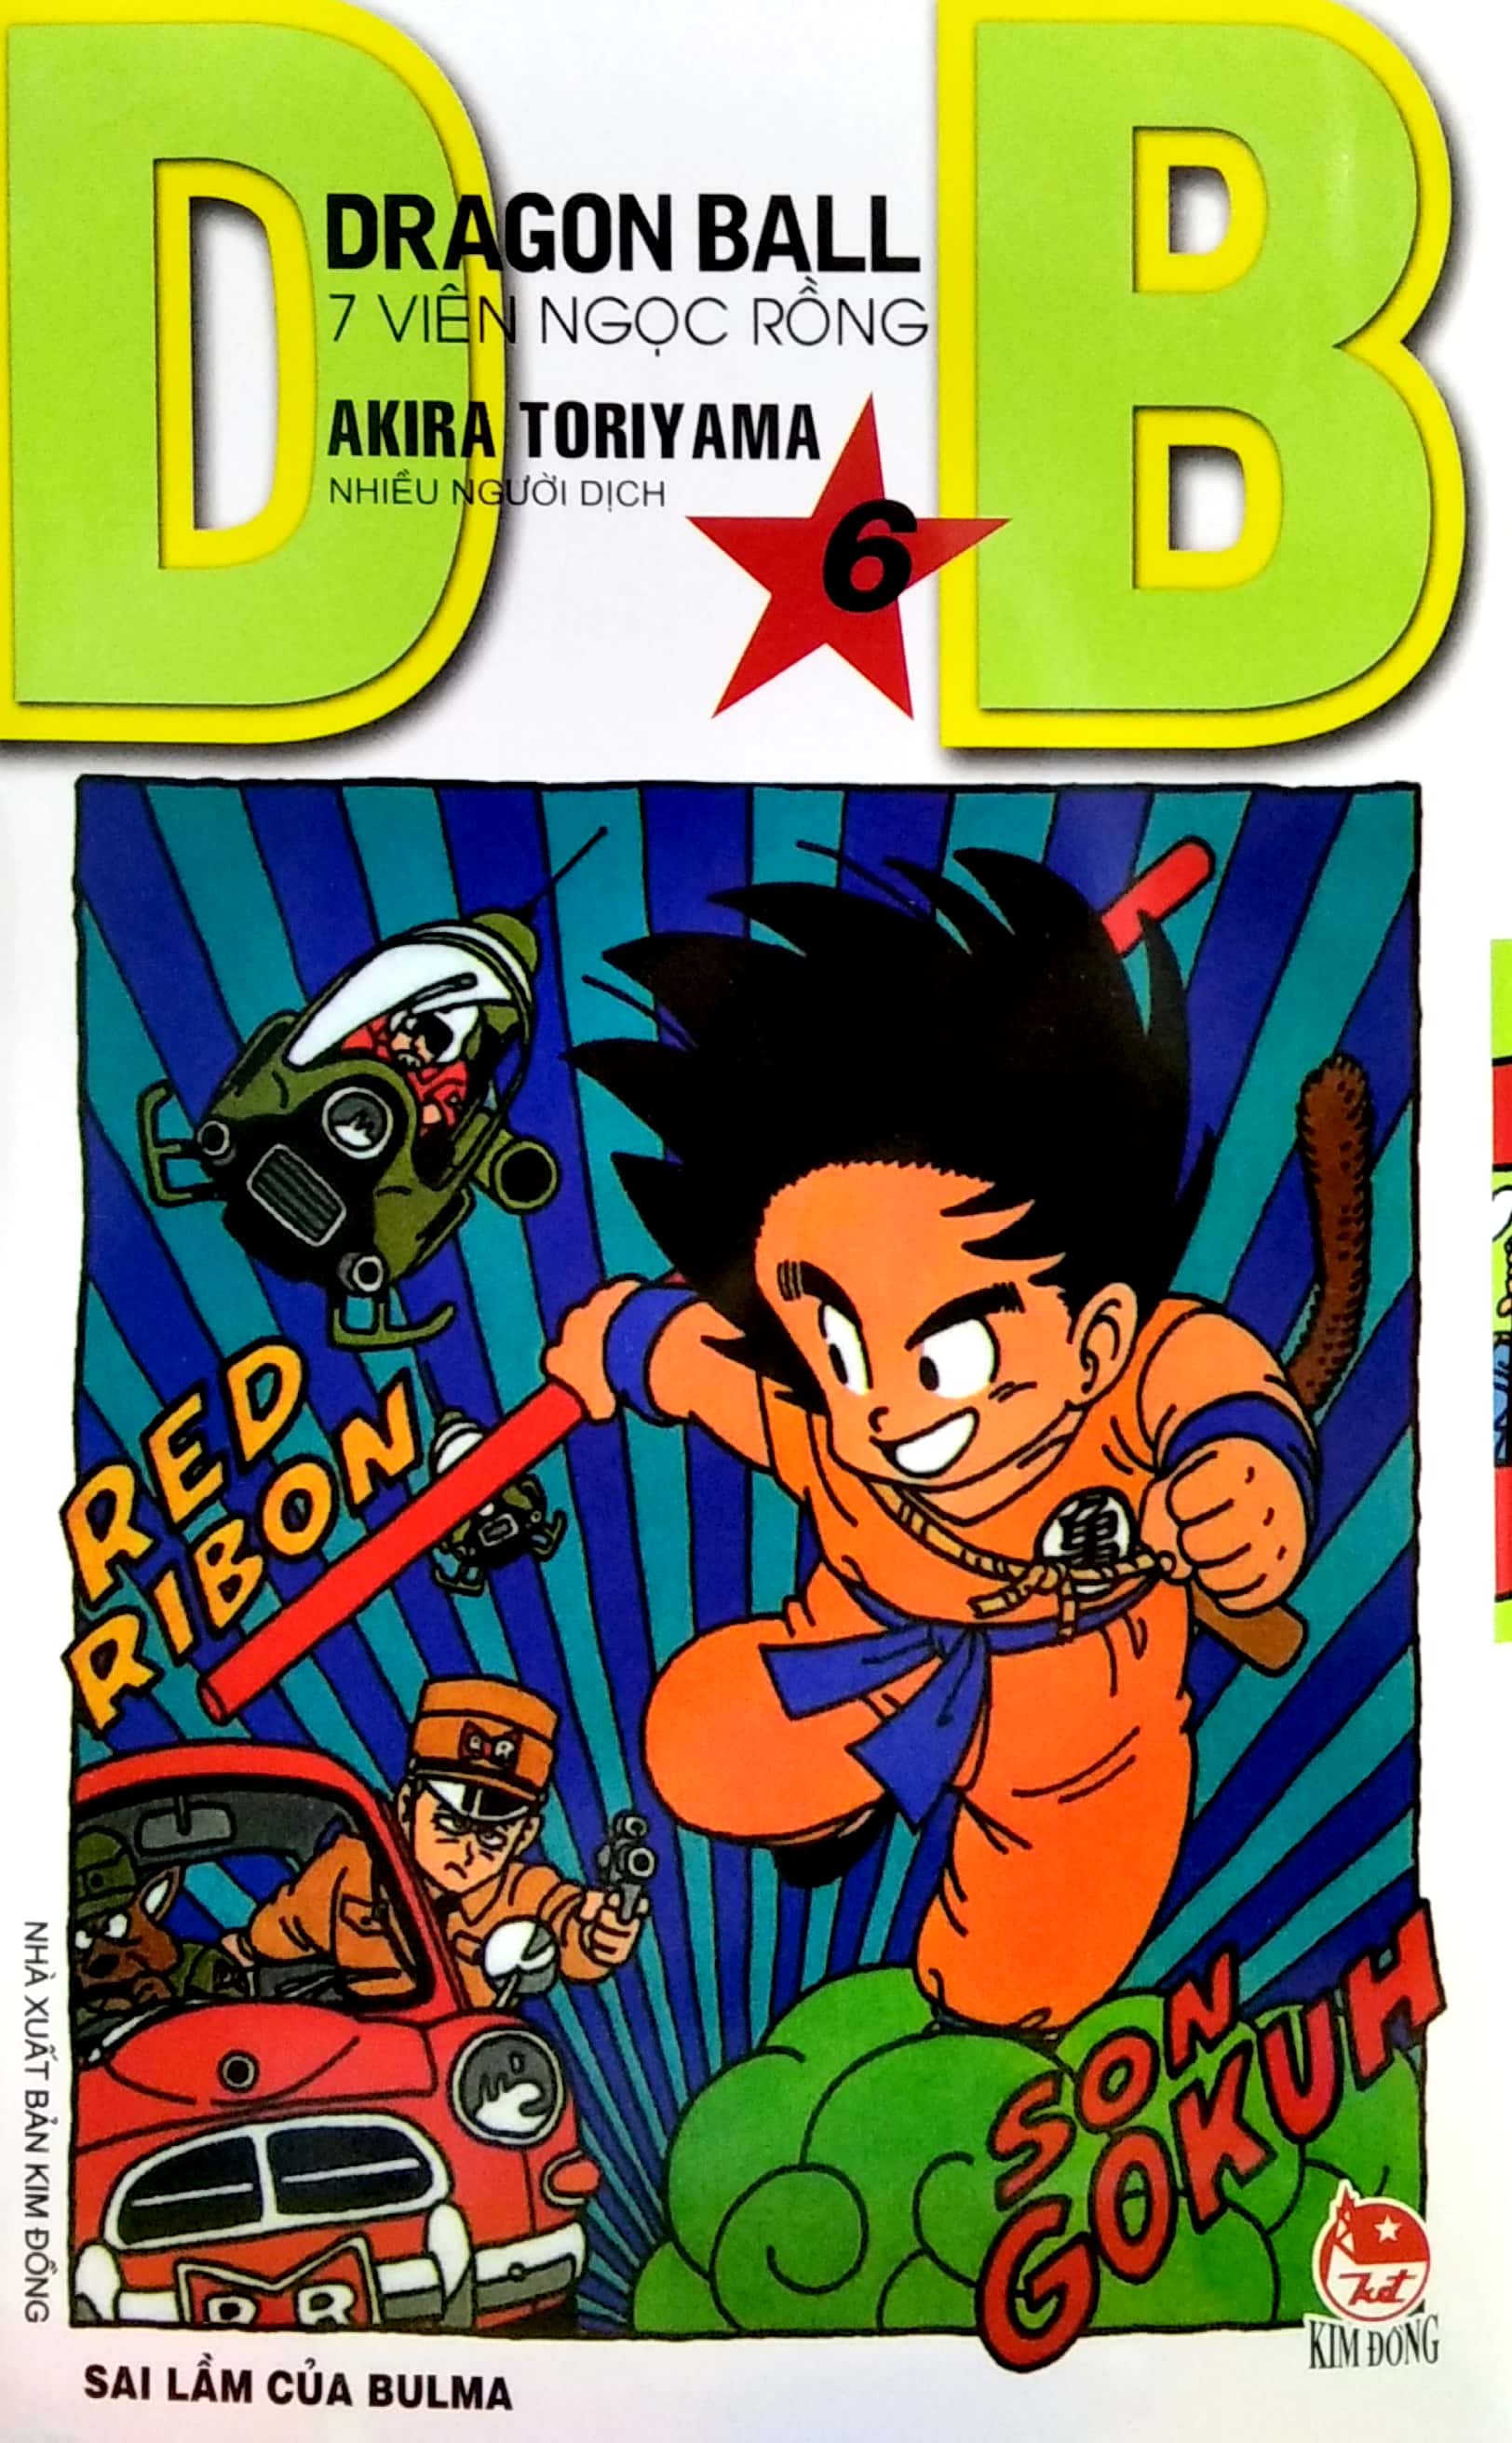 DB
DRAGON BALL
7 VIÊN NGỌC RỒNG
AKIRA TORIYAMA
NHIỀU NGƯỜI DỊCH
6
RED
RIBON
亀
R R
SON
GOKUH
R R
NHÀ XUẤT BẢN KIM ĐỒNG
KIM ĐỒNG
SAI LẦM CỦA BULMA